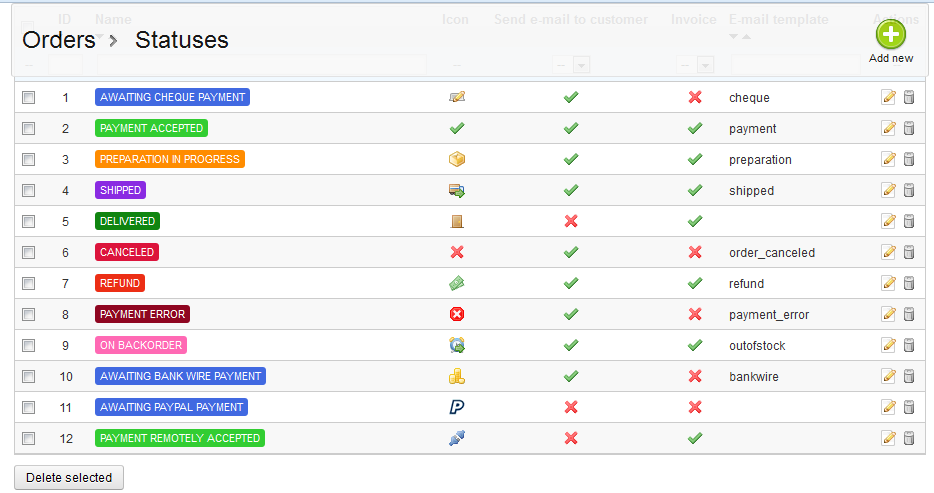 ID Name Icon Send e-mail to customer Invoice E-mail template Actions
Orders > Statuses
Add new
-- -- -- --
1 AWAITING CHEQUE PAYMENT cheque
2 PAYMENT ACCEPTED payment
3 PREPARATION IN PROGRESS preparation
4 SHIPPED shipped
5 DELIVERED
6 CANCELED order_canceled
7 REFUND refund
8 PAYMENT ERROR payment_error
9 ON BACKORDER outofstock
10 AWAITING BANK WIRE PAYMENT bankwire
11 AWAITING PAYPAL PAYMENT
12 PAYMENT REMOTELY ACCEPTED
Delete selected